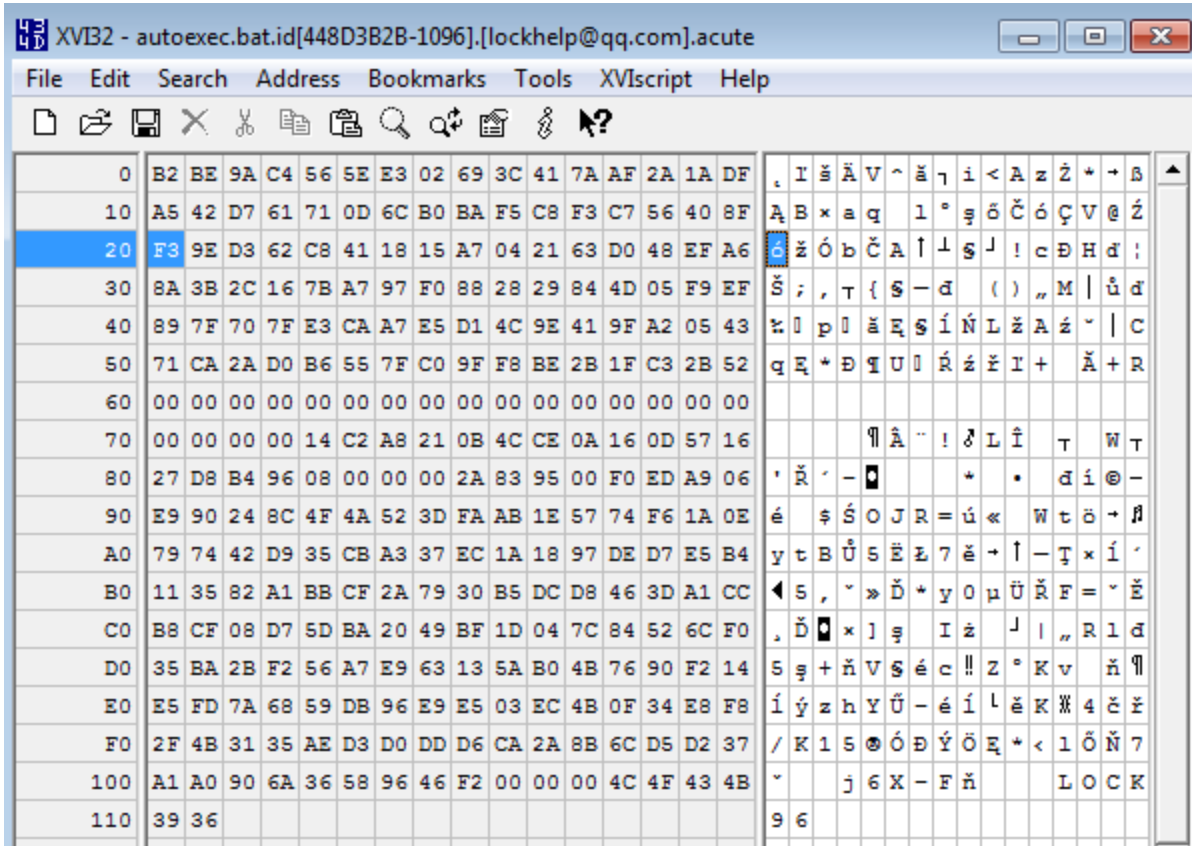 XVI32 - autoexec.bat.id[448D3B2B-1096].[lockhelp@qq.com].acute
File Edit Search Address Bookmarks Tools XVIscript Help
0 B2 BE 9A C4 56 5E E3 02 69 3C 41 7A AF 2A 1A DF ¸ Ľ š Ä V ^ ă ┐ i < A z Ż * → ß
10 A5 42 D7 61 71 0D 6C B0 BA F5 C8 F3 C7 56 40 8F Ą B × a q l ° ş ő Č ó Ç V @ Ź
20 F3 9E D3 62 C8 41 18 15 A7 04 21 63 D0 48 EF A6 ó ž Ó b Č A ↑ ┴ § ┘ ! c Đ H ď ¦
30 8A 3B 2C 16 7B A7 97 F0 88 28 29 84 4D 05 F9 EF Š ; , ┬ { § — đ ( ) „ M | ů ď
40 89 7F 70 7F E3 CA A7 E5 D1 4C 9E 41 9F A2 05 43 ‰ p ă Ę § ĺ Ń L ž A ź ˘ | C
50 71 CA 2A D0 B6 55 7F C0 9F F8 BE 2B 1F C3 2B 52 q Ę * Đ ¶ U Ŕ ź ř Ľ + Ă + R
60 00 00 00 00 00 00 00 00 00 00 00 00 00 00 00 00
70 00 00 00 00 14 C2 A8 21 0B 4C CE 0A 16 0D 57 16 ¶ Â ¨ ! ♂ L Î ┬ W ┬
80 27 D8 B4 96 08 00 00 00 2A 83 95 00 F0 ED A9 06 ' Ř ´ – ◘ * • đ í © −
90 E9 90 24 8C 4F 4A 52 3D FA AB 1E 57 74 F6 1A 0E é $ Ś O J R = ú « W t ö → ♫
A0 79 74 42 D9 35 CB A3 37 EC 1A 18 97 DE D7 E5 B4 y t B Ů 5 Ë Ł 7 ě → ↑ — Ţ × ĺ ´
B0 11 35 82 A1 BB CF 2A 79 30 B5 DC D8 46 3D A1 CC ◄ 5 ‚ ˇ » Ď * y 0 µ Ü Ř F = ˇ Ě
C0 B8 CF 08 D7 5D BA 20 49 BF 1D 04 7C 84 52 6C F0 ¸ Ď ◘ × ] ş I ż ┘ | „ R l đ
D0 35 BA 2B F2 56 A7 E9 63 13 5A B0 4B 76 90 F2 14 5 ş + ň V § é c ‼ Z ° K v ň ¶
E0 E5 FD 7A 68 59 DB 96 E9 E5 03 EC 4B 0F 34 E8 F8 ĺ ý z h Y Ű – é ĺ └ ě K ☼ 4 č ř
F0 2F 4B 31 35 AE D3 D0 DD D6 CA 2A 8B 6C D5 D2 37 / K 1 5 ® Ó Đ Ý Ö Ę * ‹ l Ő Ň 7
100 A1 A0 90 6A 36 58 96 46 F2 00 00 00 4C 4F 43 4B ˇ j 6 X – F ň L O C K
110 39 36 9 6